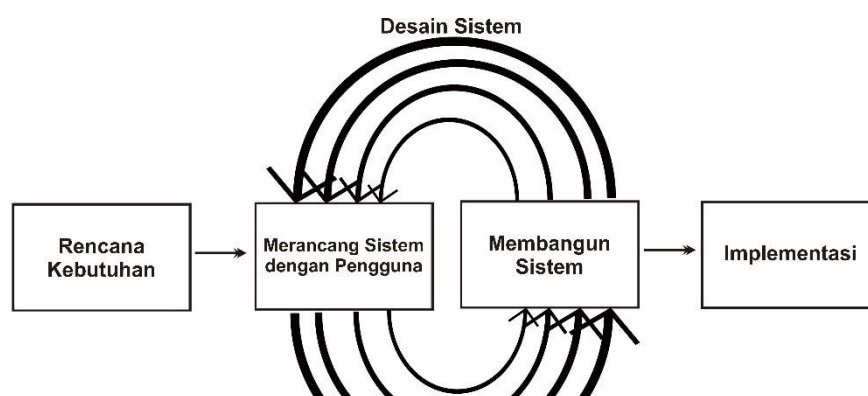 Desain Sistem
Rencana
Kebutuhan
Merancang Sistem
dengan Pengguna
Membangun
Sistem
Implementasi